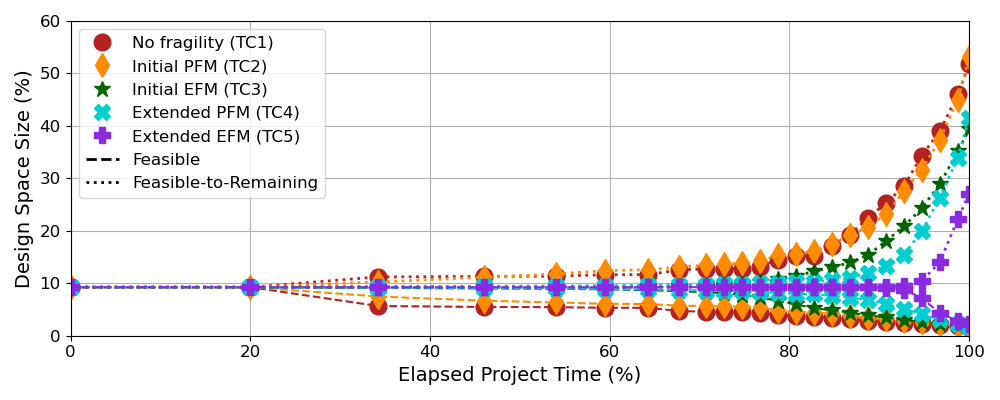 60
50
40
30
20
10
0
Design Space Size (%)
No fragility (TC1)
Initial PFM (TC2)
Initial EFM (TC3)
Extended PFM (TC4)
Extended EFM (TC5)
Feasible
Feasible-to-Remaining
0 20 40 60 80 100
Elapsed Project Time (%)